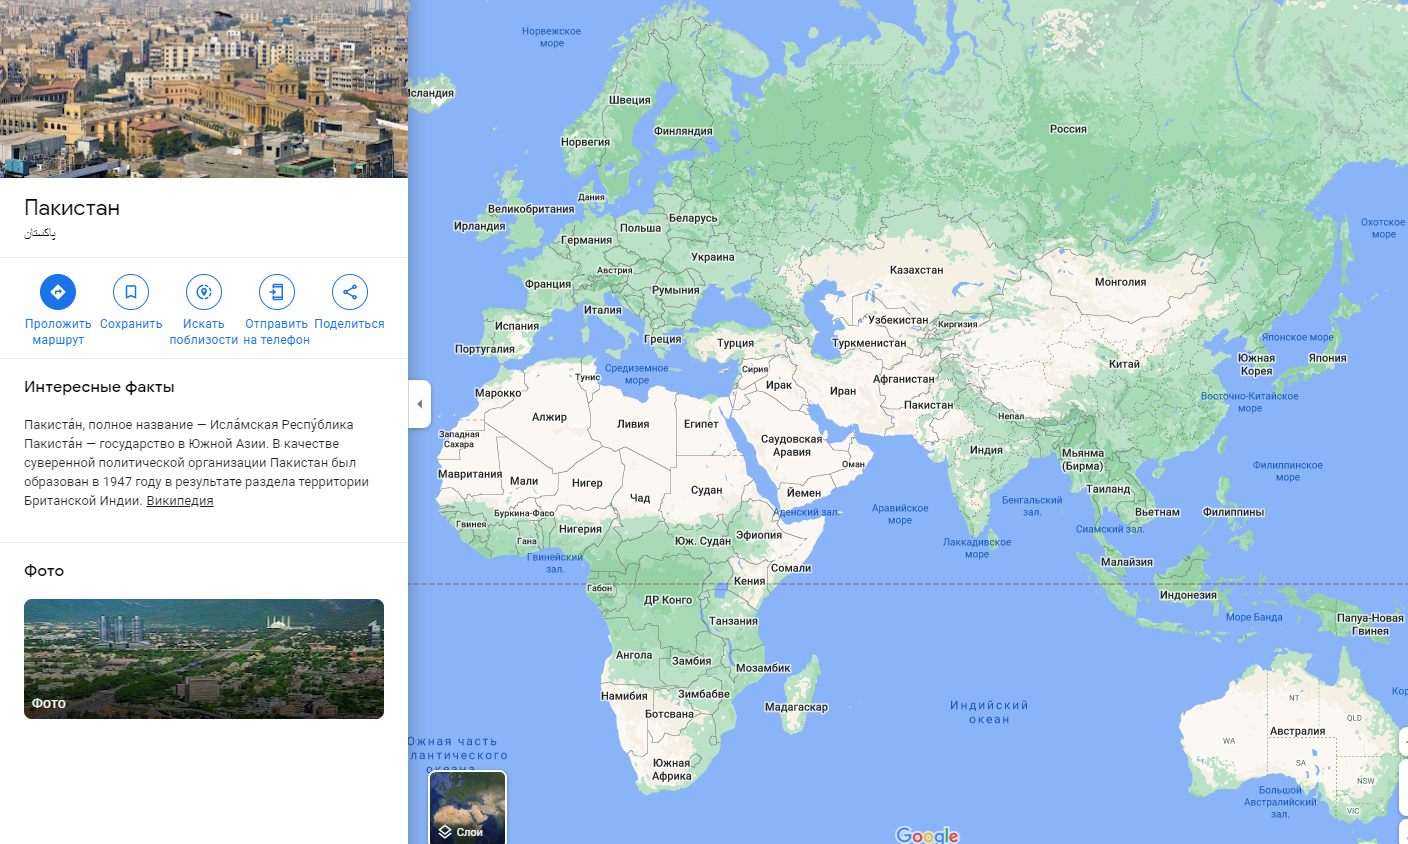 Пакистан
پاکستان
Проложить
маршрут
Сохранить
Искать
поблизости
Отправить
на телефон
Поделиться
Интересные факты
Пакиста́н, полное название — Исла́мская Респу́блика
Пакиста́н — государство в Южной Азии. В качестве
суверенной политической организации Пакистан был
образован в 1947 году в результате раздела территории
Британской Индии. Википедия
Фото
Фото
Норвежское
море
Исландия
Швеция
Финляндия
Норвегия
Россия
Дания
Великобритания
Ирландия
Беларусь
Польша
Германия
Охотское
море
Украина
Австрия
Казахстан
Франция
Румыния
Монголия
Италия
Узбекистан
Киргизия
Испания
Греция
Турция
Туркменистан
Японское море
Португалия
Южная
Корея
Япония
Средиземное
море
Сирия
Китай
Тунис
Ирак
Иран
Афганистан
Марокко
Пакистан
Восточно-Китайское
море
Алжир
Ливия
Египет
Непал
Западная
Сахара
Саудовская
Аравия
Индия
Мьянма
(Бирма)
Оман
Филиппинское
море
Мавритания
Мали
Нигер
Чад
Судан
Йемен
Таиланд
Бенгальский
зал.
Аравийское
море
Аденский зал.
Буркина-Фасо
Вьетнам
Филиппины
Гвинея
Нигерия
Сиамский зал.
Гана
Юж. Судан
Эфиопия
Лаккадивское
море
Гвинейский
зал.
Сомали
Малайзия
Кения
Габон
Индонезия
ДР Конго
Танзания
Море Банда
Папуа-Новая
Гвинея
Ангола
Замбия
Мозамбик
Намибия
Зимбабве
Мадагаскар
Ботсвана
Индийский
океан
NT
QLD
Кор
Австралия
WA
SA
NSW
VIC
Южная часть
лантического
океана
Южная
Африка
Большой
Австралийский
зал.
Слои
Google